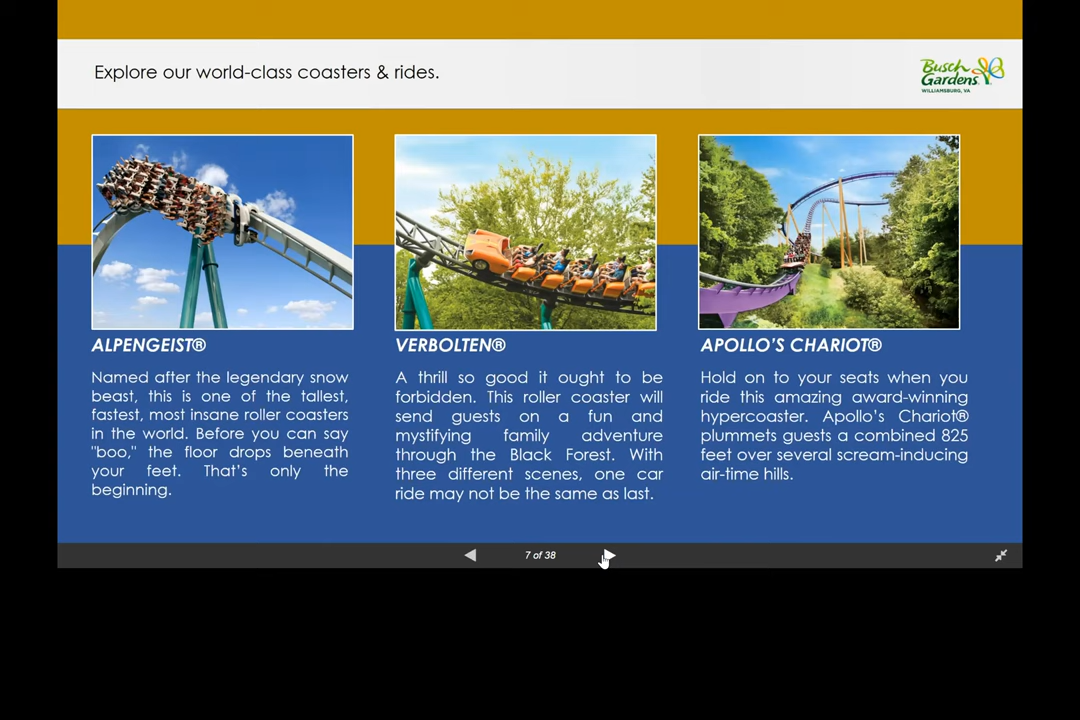 Explore our world-class coasters & rides.
Busch
Gardens
WILLIAMSBURG, VA
ALPENGEIST®
Named after the legendary snow
beast, this is one of the tallest,
fastest, most insane roller coasters
in the world. Before you can say
"boo," the floor drops beneath
your feet. That's only the
beginning.
VERBOLTEN®
A thrill so good it ought to be
forbidden. This roller coaster will
send guests on a fun and
mystifying family adventure
through the Black Forest. With
three different scenes, one car
ride may not be the same as last.
APOLLO'S CHARIOT®
Hold on to your seats when you
ride this amazing award-winning
hypercoaster. Apollo's Chariot®
plummets guests a combined 825
feet over several scream-inducing
air-time hills.
7 of 38